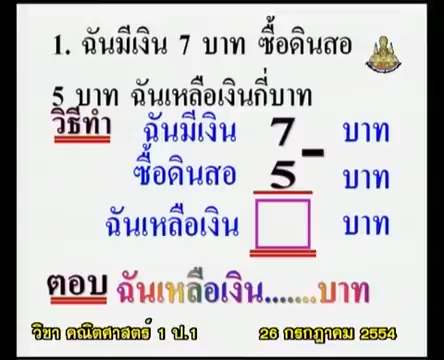 1. ฉันมีเงิน 7 บาท ซื้อดินสอ
5 บาท ฉันเหลือเงินกี่บาท
วิธีทำ ฉันมีเงิน 7 บาท
-
ซื้อดินสอ 5 บาท
ฉันเหลือเงิน บาท
ตอบ ฉันเหลือเงิน.......บาท
วิชา คณิตศาสตร์ 1 ป.1 26 กรกฎาคม 2554